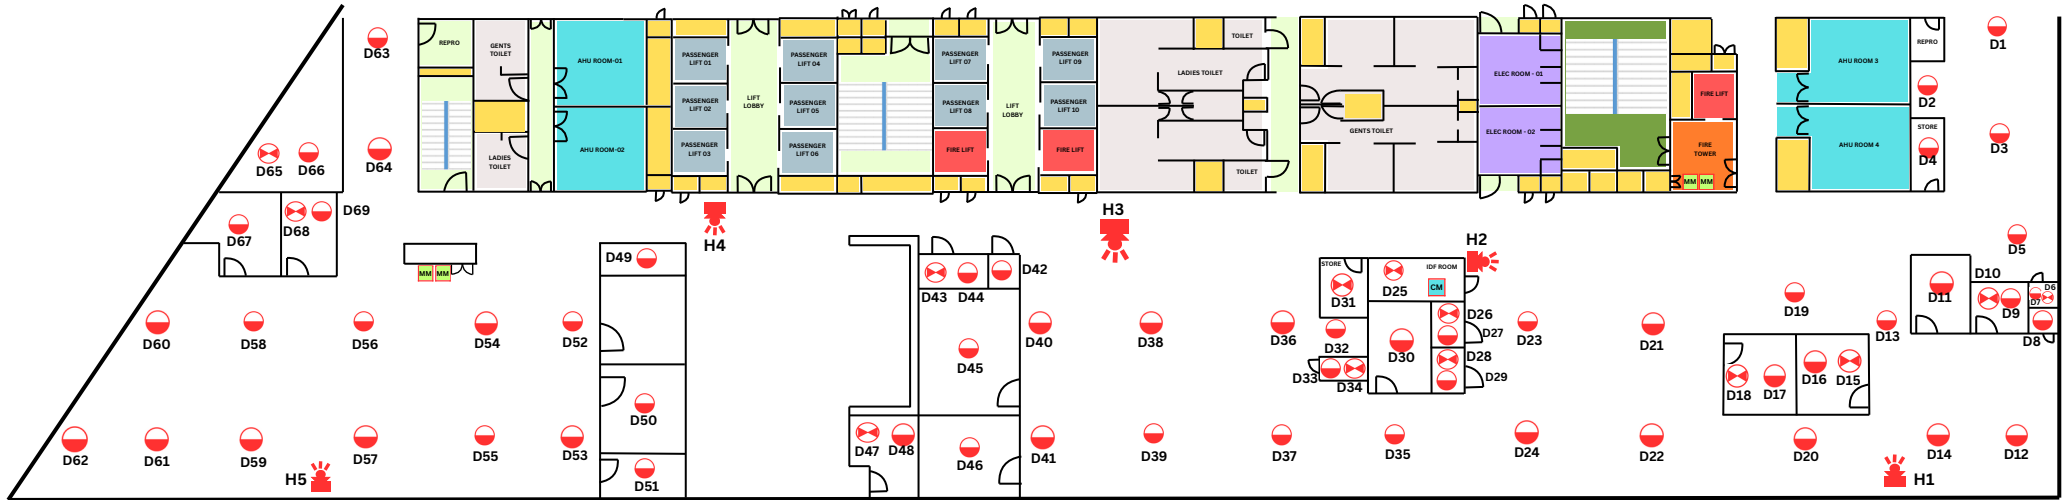 D63
D64
D65
D66
D67
D68
D69
REPRO
GENTS
TOILET
LADIES
TOILET
AHU ROOM-01
AHU ROOM-02
PASSENGER
LIFT 01
PASSENGER
LIFT 02
PASSENGER
LIFT 03
LIFT
LOBBY
PASSENGER
LIFT 04
PASSENGER
LIFT 05
PASSENGER
LIFT 06
PASSENGER
LIFT 07
PASSENGER
LIFT 08
FIRE LIFT
LIFT
LOBBY
PASSENGER
LIFT 09
PASSENGER
LIFT 10
FIRE LIFT
LADIES TOILET
TOILET
TOILET
GENTS TOILET
ELEC ROOM - 01
ELEC ROOM - 02
FIRE LIFT
FIRE
TOWER
MM
MM
AHU ROOM 3
AHU ROOM 4
REPRO
STORE
D1
D2
D3
D4
D5
H4
H3
H2
MM
MM
D49
D50
D51
D42
D43
D44
D45
D46
D47
D48
STORE
IDF ROOM
CM
D31
D25
D26
D27
D28
D29
D30
D32
D33
D34
D10
D11
D9
D6
D7
D8
D19
D13
D18
D17
D16
D15
D60
D58
D56
D54
D52
D40
D38
D36
D23
D21
D62
D61
D59
D57
D55
D53
D41
D39
D37
D35
D24
D22
D20
D14
D12
H5
H1